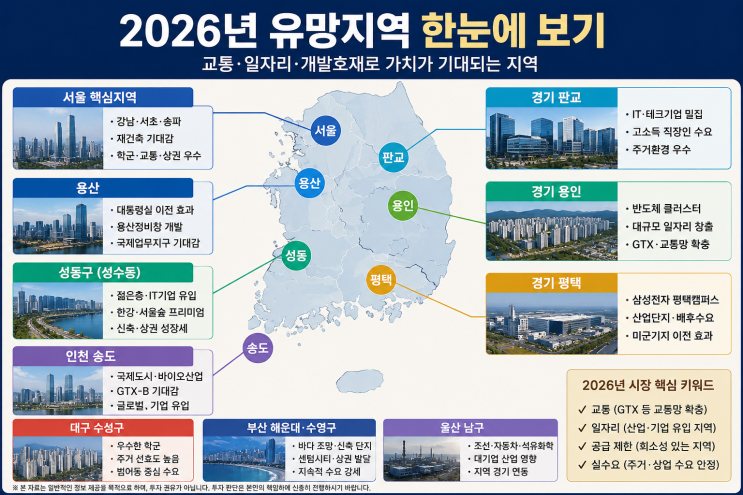 2026년 유망지역 한눈에 보기
교통·일자리·개발호재로 가치가 기대되는 지역
서울 핵심지역
• 강남·서초·송파
• 재건축 기대감
• 학군·교통·상권 우수
용산
• 대통령실 이전 효과
• 용산정비창 개발
• 국제업무지구 기대감
성동구 (성수동)
• 젊은층·IT기업 유입
• 한강·서울숲 프리미엄
• 신축·상권 성장세
인천 송도
• 국제도시·바이오산업
• GTX-B 기대감
• 글로벌, 기업 유입
서울
용산
성동
송도
판교
용인
평택
경기 판교
• IT·테크기업 밀집
• 고소득 직장인 수요
• 주거환경 우수
경기 용인
• 반도체 클러스터
• 대규모 일자리 창출
• GTX·교통망 확충
경기 평택
• 삼성전자 평택캠퍼스
• 산업단지·배후수요
• 미군기지 이전 효과
2026년 시장 핵심 키워드
✓ 교통 (GTX 등 교통망 확충)
✓ 일자리 (산업·기업 유입 지역)
✓ 공급 제한 (희소성 있는 지역)
✓ 실수요 (주거·상업 수요 안정)
대구 수성구
• 우수한 학군
• 주거 선호도 높음
• 범어동 중심 수요
부산 해운대·수영구
• 바다 조망·신축 단지
• 센텀시티·상권 발달
• 지속적 수요 강세
울산 남구
• 조선·자동차·석유화학
• 대기업 산업 영향
• 지역 경기 연동
※ 본 자료는 일반적인 정보 제공을 목적으로 하며, 투자 권유가 아닙니다. 투자 판단은 본인의 책임하에 신중히 진행하시기 바랍니다.